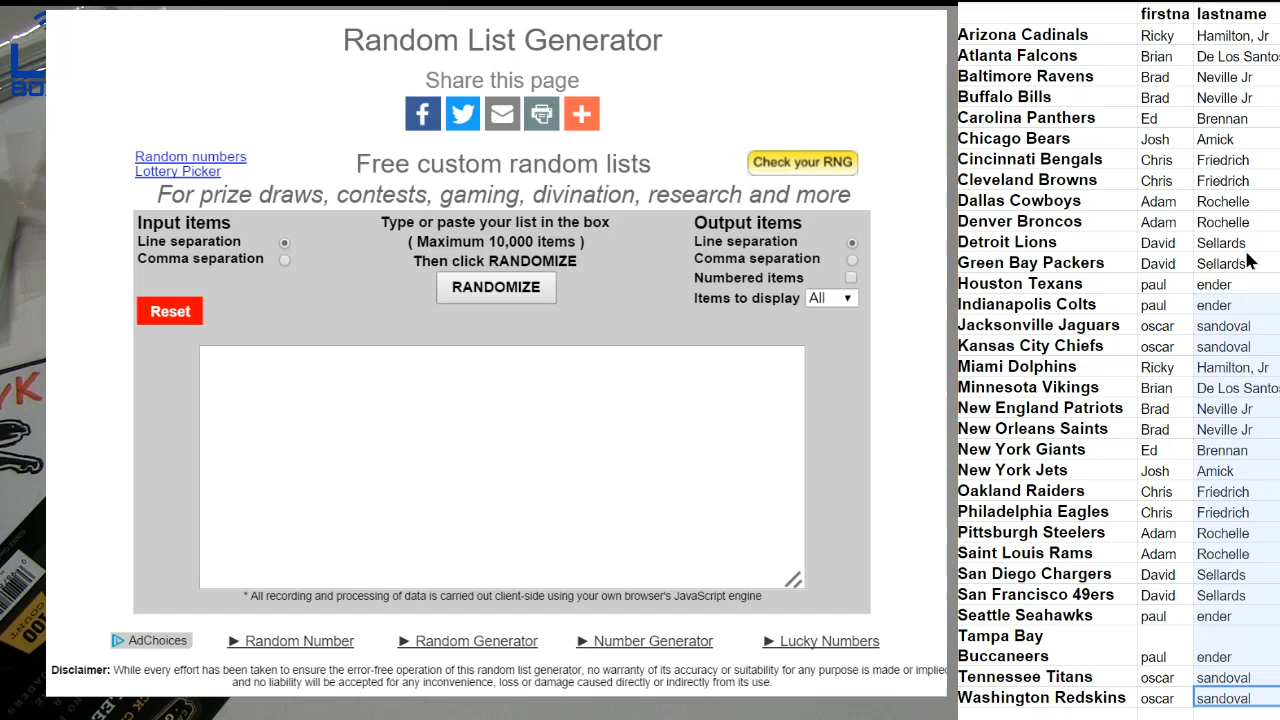 Random List Generator
Share this page
Random numbers
Lottery Picker
Free custom random lists
Check your RNG
For prize draws, contests, gaming, divination, research and more
Input items
Line separation
Comma separation
Reset
Type or paste your list in the box
( Maximum 10,000 items )
Then click RANDOMIZE
RANDOMIZE
Output items
Line separation
Comma separation
Numbered items
Items to display All
* All recording and processing of data is carried out client-side using your own browser's JavaScript engine
AdChoices
► Random Number
► Random Generator
► Number Generator
► Lucky Numbers
Disclaimer: While every effort has been taken to ensure the error-free operation of this random list generator, no warranty of its accuracy or suitability for any purpose is made or implied
and no liability will be accepted for any inconvenience, loss or damage caused directly or indirectly from its use.
firstna lastname
Arizona Cadinals Ricky Hamilton, Jr
Atlanta Falcons Brian De Los Santo
Baltimore Ravens Brad Neville Jr
Buffalo Bills Brad Neville Jr
Carolina Panthers Ed Brennan
Chicago Bears Josh Amick
Cincinnati Bengals Chris Friedrich
Cleveland Browns Chris Friedrich
Dallas Cowboys Adam Rochelle
Denver Broncos Adam Rochelle
Detroit Lions David Sellards
Green Bay Packers David Sellards
Houston Texans paul ender
Indianapolis Colts paul ender
Jacksonville Jaguars oscar sandoval
Kansas City Chiefs oscar sandoval
Miami Dolphins Ricky Hamilton, Jr
Minnesota Vikings Brian De Los Santo
New England Patriots Brad Neville Jr
New Orleans Saints Brad Neville Jr
New York Giants Ed Brennan
New York Jets Josh Amick
Oakland Raiders Chris Friedrich
Philadelphia Eagles Chris Friedrich
Pittsburgh Steelers Adam Rochelle
Saint Louis Rams Adam Rochelle
San Diego Chargers David Sellards
San Francisco 49ers David Sellards
Seattle Seahawks paul ender
Tampa Bay
Buccaneers paul ender
Tennessee Titans oscar sandoval
Washington Redskins oscar sandoval